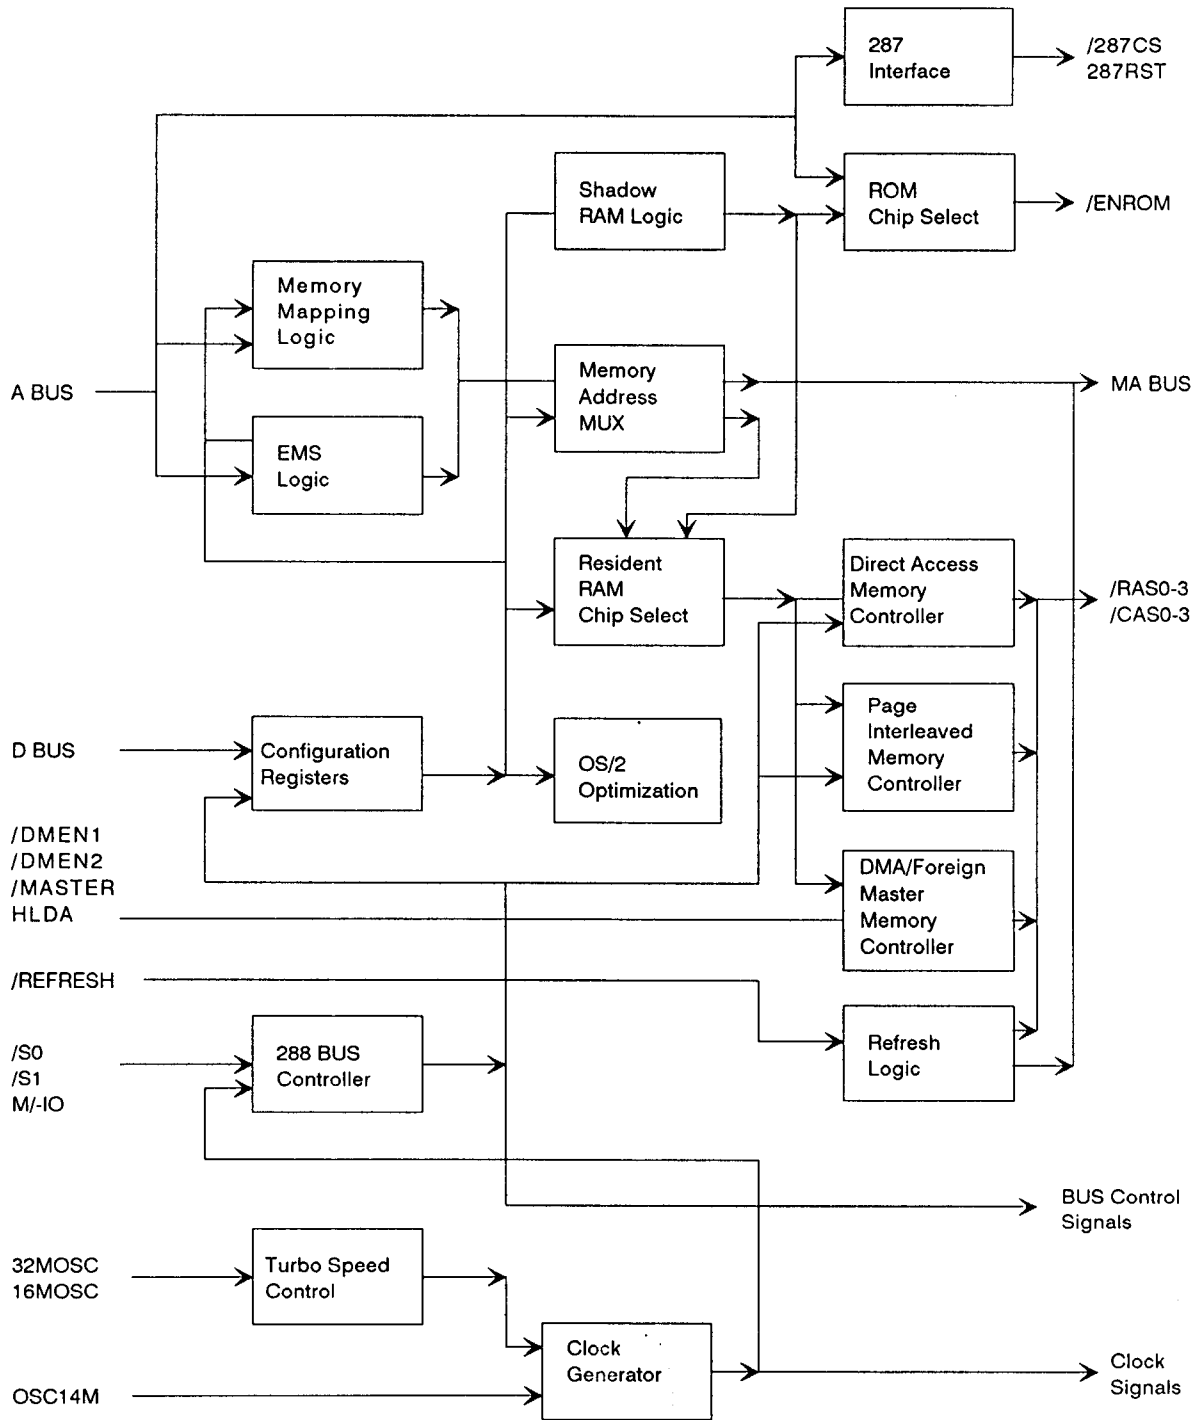 287
Interface
/287CS
287RST
Shadow
RAM Logic
ROM
Chip Select
/ENROM
Memory
Mapping
Logic
A BUS
Memory
Address
MUX
MA BUS
EMS
Logic
Resident
RAM
Chip Select
Direct Access
Memory
Controller
/RAS0-3
/CAS0-3
Page
Interleaved
Memory
Controller
D BUS
Configuration
Registers
OS/2
Optimization
/DMEN1
/DMEN2
/MASTER
HLDA
DMA/Foreign
Master
Memory
Controller
/REFRESH
Refresh
Logic
/S0
/S1
M/-IO
288 BUS
Controller
BUS Control
Signals
32MOSC
16MOSC
Turbo Speed
Control
Clock
Generator
Clock
Signals
OSC14M